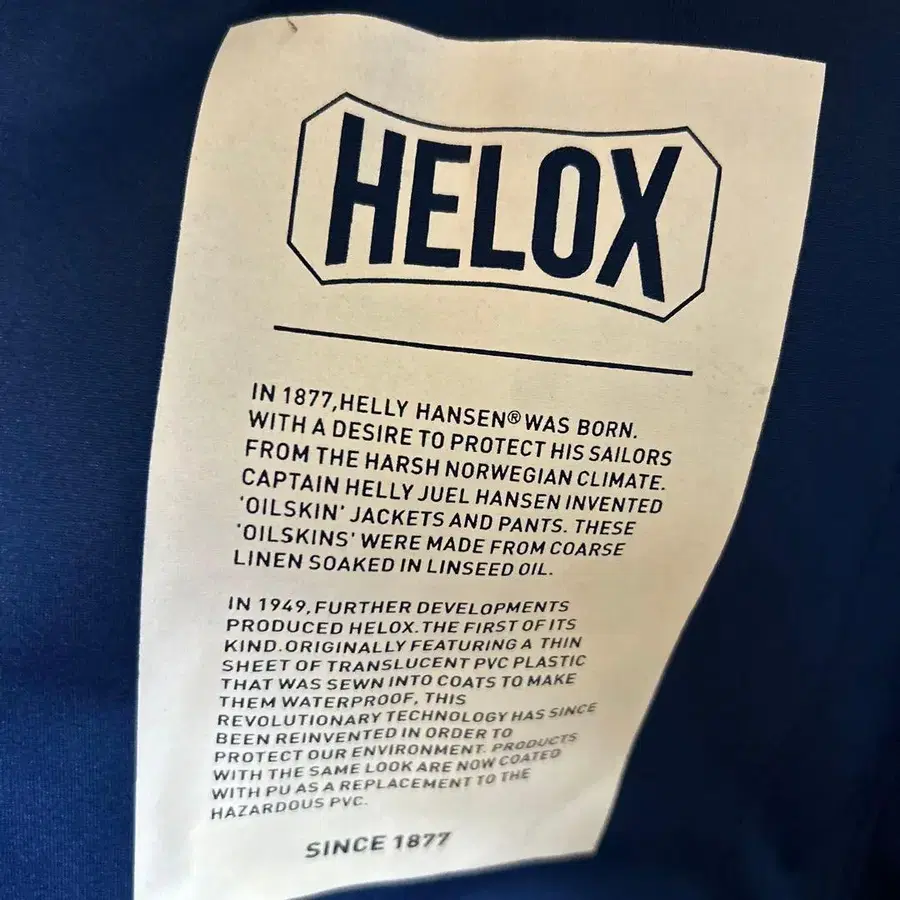 HELOX
IN 1877,HELLY HANSEN® WAS BORN.
WITH A DESIRE TO PROTECT HIS SAILORS
FROM THE HARSH NORWEGIAN CLIMATE.
CAPTAIN HELLY JUEL HANSEN INVENTED
'OILSKIN' JACKETS AND PANTS. THESE
'OILSKINS' WERE MADE FROM COARSE
LINEN SOAKED IN LINSEED OIL.
IN 1949, FURTHER DEVELOPMENTS
PRODUCED HELOX.THE FIRST OF ITS
KIND.ORIGINALLY FEATURING A THIN
SHEET OF TRANSLUCENT PVC PLASTIC
THAT WAS SEWN INTO COATS TO MAKE
THEM WATERPROOF, THIS
REVOLUTIONARY TECHNOLOGY HAS SINCE
BEEN REINVENTED IN ORDER TO
PROTECT OUR ENVIRONMENT. PRODUCTS
WITH THE SAME LOOK ARE NOW COATED
WITH PU AS A REPLACEMENT TO THE
HAZARDOUS PVC.
SINCE 1877